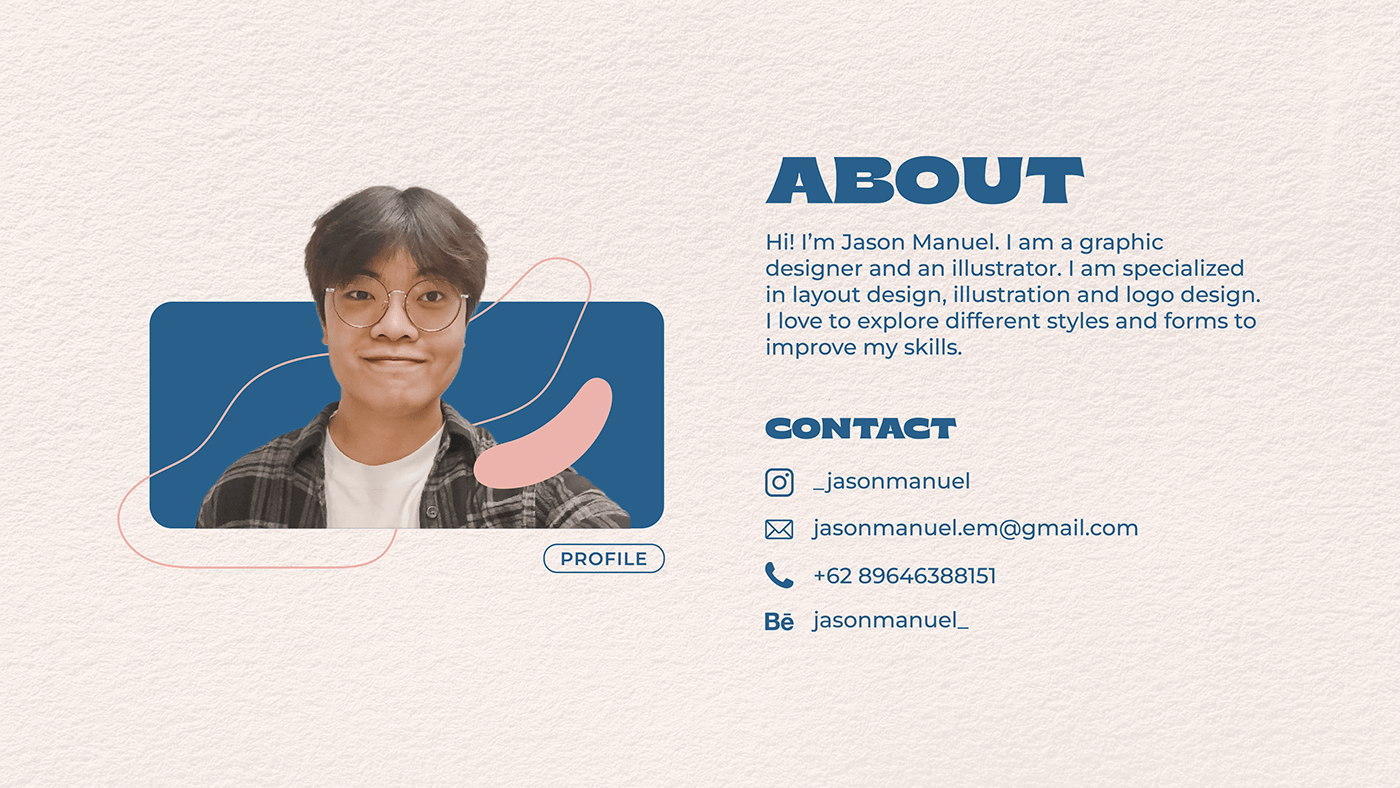 ABOUT
Hi! I’m Jason Manuel. I am a graphic
designer and an illustrator. I am specialized
in layout design, illustration and logo design.
I love to explore different styles and forms to
improve my skills.
CONTACT
_jasonmanuel
jasonmanuel.em@gmail.com
+62 89646388151
Bē jasonmanuel_
PROFILE